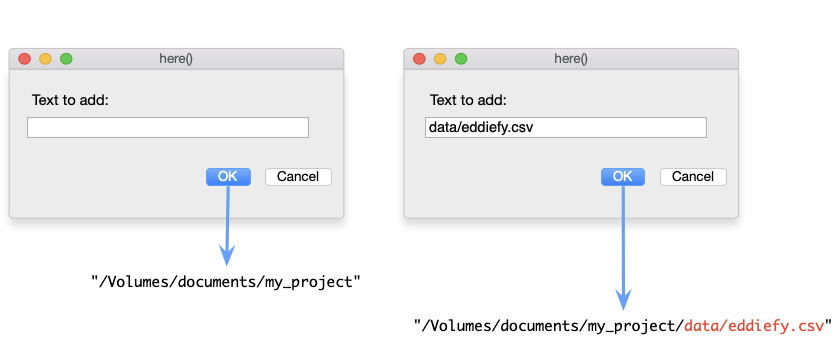 here()
Text to add:
OK
Cancel
"/Volumes/documents/my_project"
here()
Text to add:
data/eddiefy.csv
OK
Cancel
"/Volumes/documents/my_project/data/eddiefy.csv"